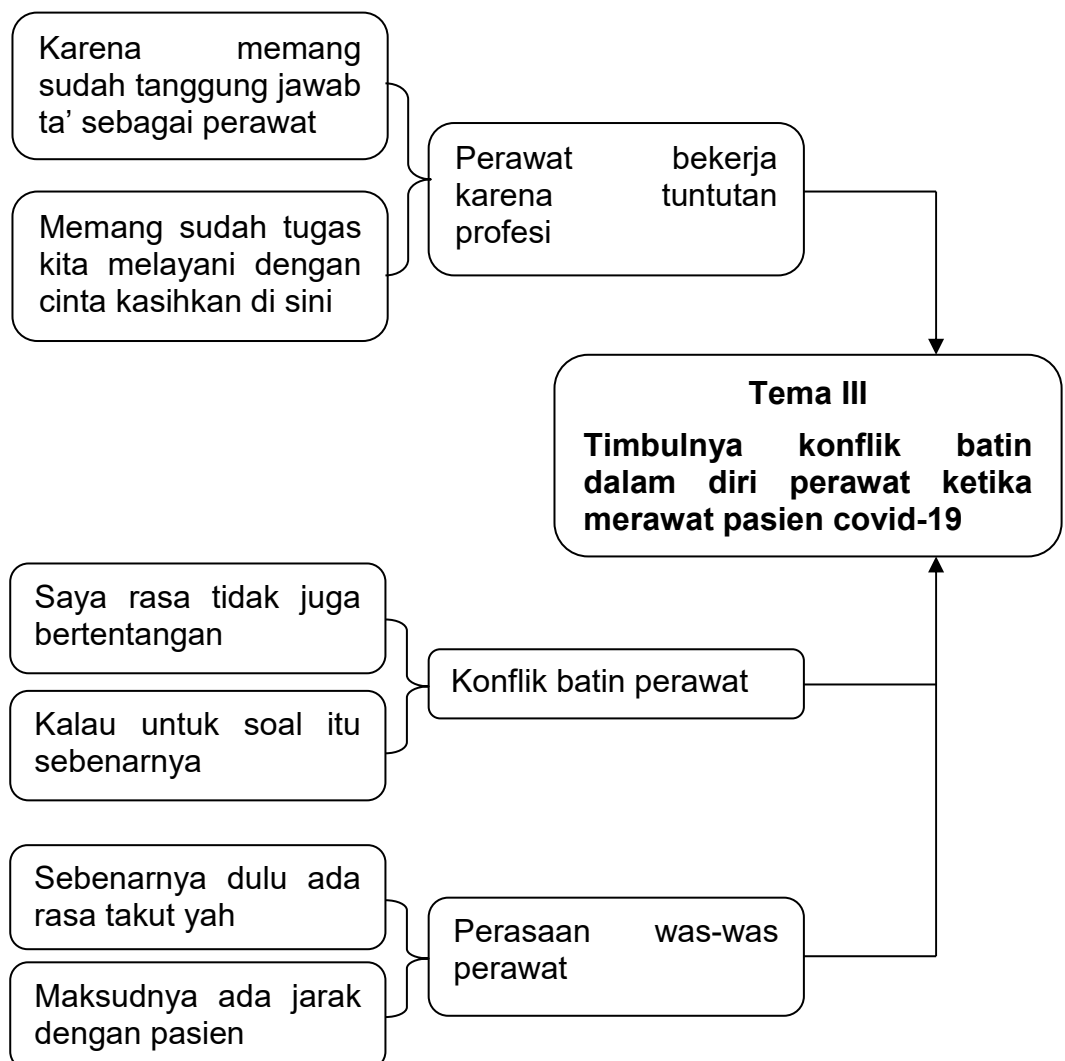 Karena memang
sudah tanggung jawab
ta’ sebagai perawat
Memang sudah tugas
kita melayani dengan
cinta kasihkan di sini
Perawat bekerja
karena tuntutan
profesi
Tema III
Timbulnya konflik batin
dalam diri perawat ketika
merawat pasien covid-19
Saya rasa tidak juga
bertentangan
Kalau untuk soal itu
sebenarnya
Konflik batin perawat
Sebenarnya dulu ada
rasa takut yah
Maksudnya ada jarak
dengan pasien
Perasaan was-was
perawat